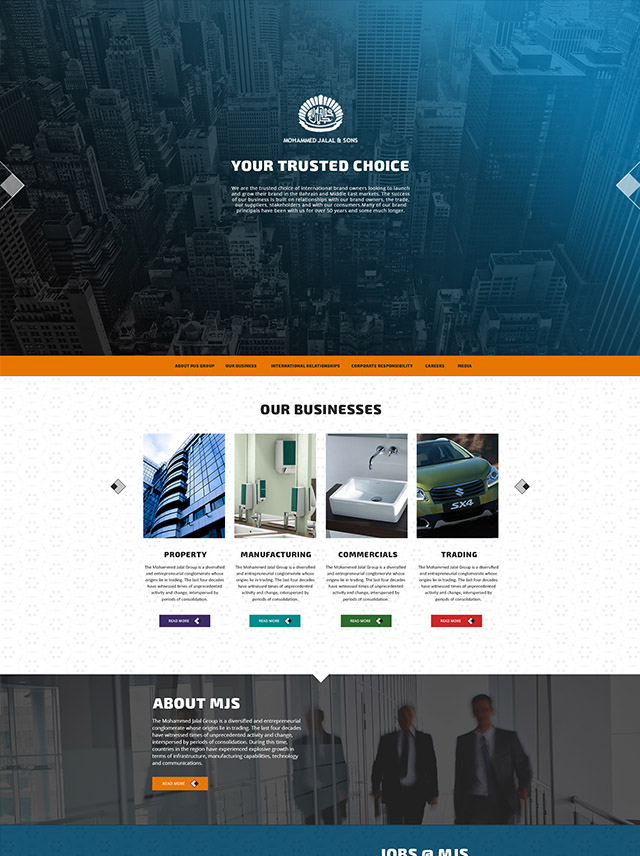 MOHAMMED JALAL & SONS
YOUR TRUSTED CHOICE
We are the trusted choice of international brand owners looking to launch
and grow their brand in the Bahrain and Middle East markets. The success
of our business is built on relationships with our brand owners, the trade,
our suppliers, stakeholders and with our consumers.Many of our brand
principals have been with us for over 50 years and some much longer.
ABOUT MJS GROUP OUR BUSINESS INTERNATIONAL RELATIONSHIPS CORPORATE RESPONSIBILITY CAREERS MEDIA
OUR BUSINESSES
SX4
PROPERTY
The Mohammed Jalal Group is a diversified
and entrepreneurial conglomerate whose
origins lie in trading. The last four decades
have witnessed times of unprecedented
activity and change, interspersed by
periods of consolidation.
READ MORE
MANUFACTURING
The Mohammed Jalal Group is a diversified
and entrepreneurial conglomerate whose
origins lie in trading. The last four decades
have witnessed times of unprecedented
activity and change, interspersed by
periods of consolidation.
READ MORE
COMMERCIALS
The Mohammed Jalal Group is a diversified
and entrepreneurial conglomerate whose
origins lie in trading. The last four decades
have witnessed times of unprecedented
activity and change, interspersed by
periods of consolidation.
READ MORE
TRADING
The Mohammed Jalal Group is a diversified
and entrepreneurial conglomerate whose
origins lie in trading. The last four decades
have witnessed times of unprecedented
activity and change, interspersed by
periods of consolidation.
READ MORE
ABOUT MJS
The Mohammed Jalal Group is a diversified and entrepreneurial
conglomerate whose origins lie in trading. The last four decades
have witnessed times of unprecedented activity and change,
interspersed by periods of consolidation. During this time,
countries in the region have experienced explosive growth in
terms of infrastructure, manufacturing capabilities, technology
and communications.
READ MORE
JOBS @ MJS